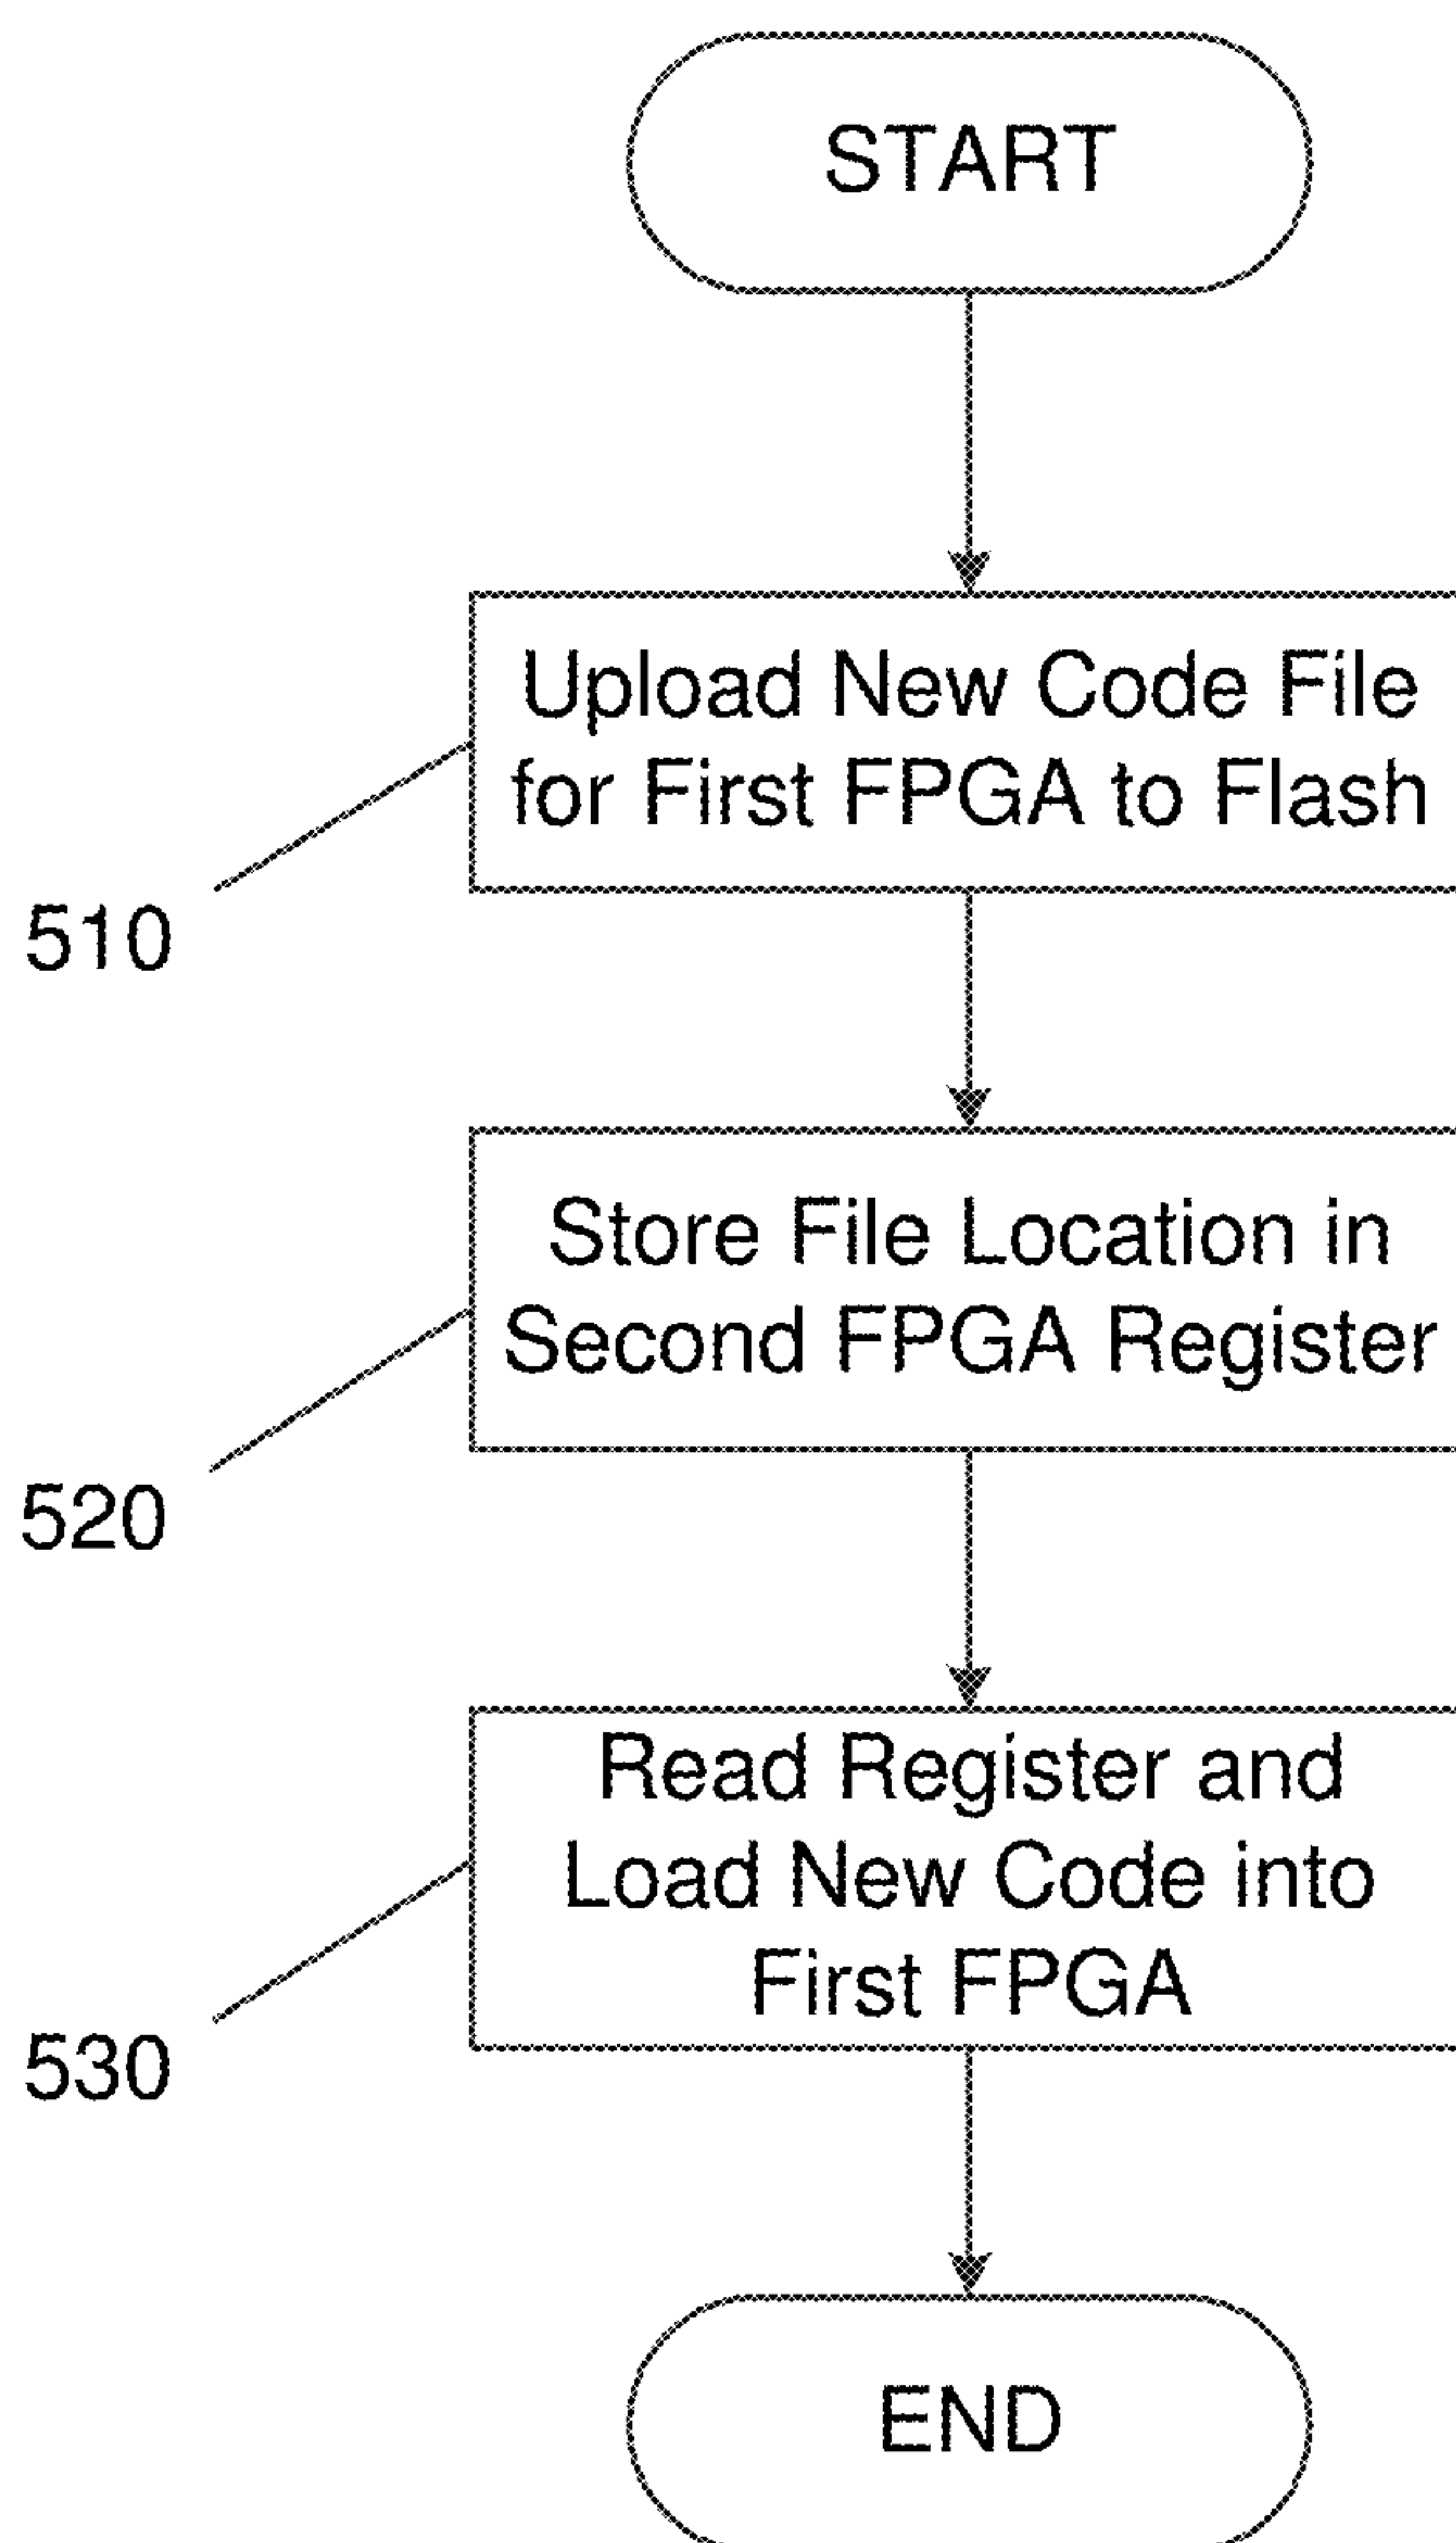 START
Upload New Code File
for First FPGA to Flash
510
Store File Location in
Second FPGA Register
520
Read Register and
Load New Code into
First FPGA
530
END